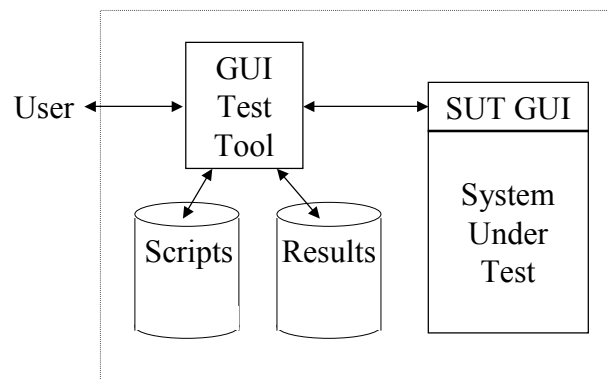 GUI
Test
Tool
User
SUT GUI
System
Under
Test
Scripts
Results